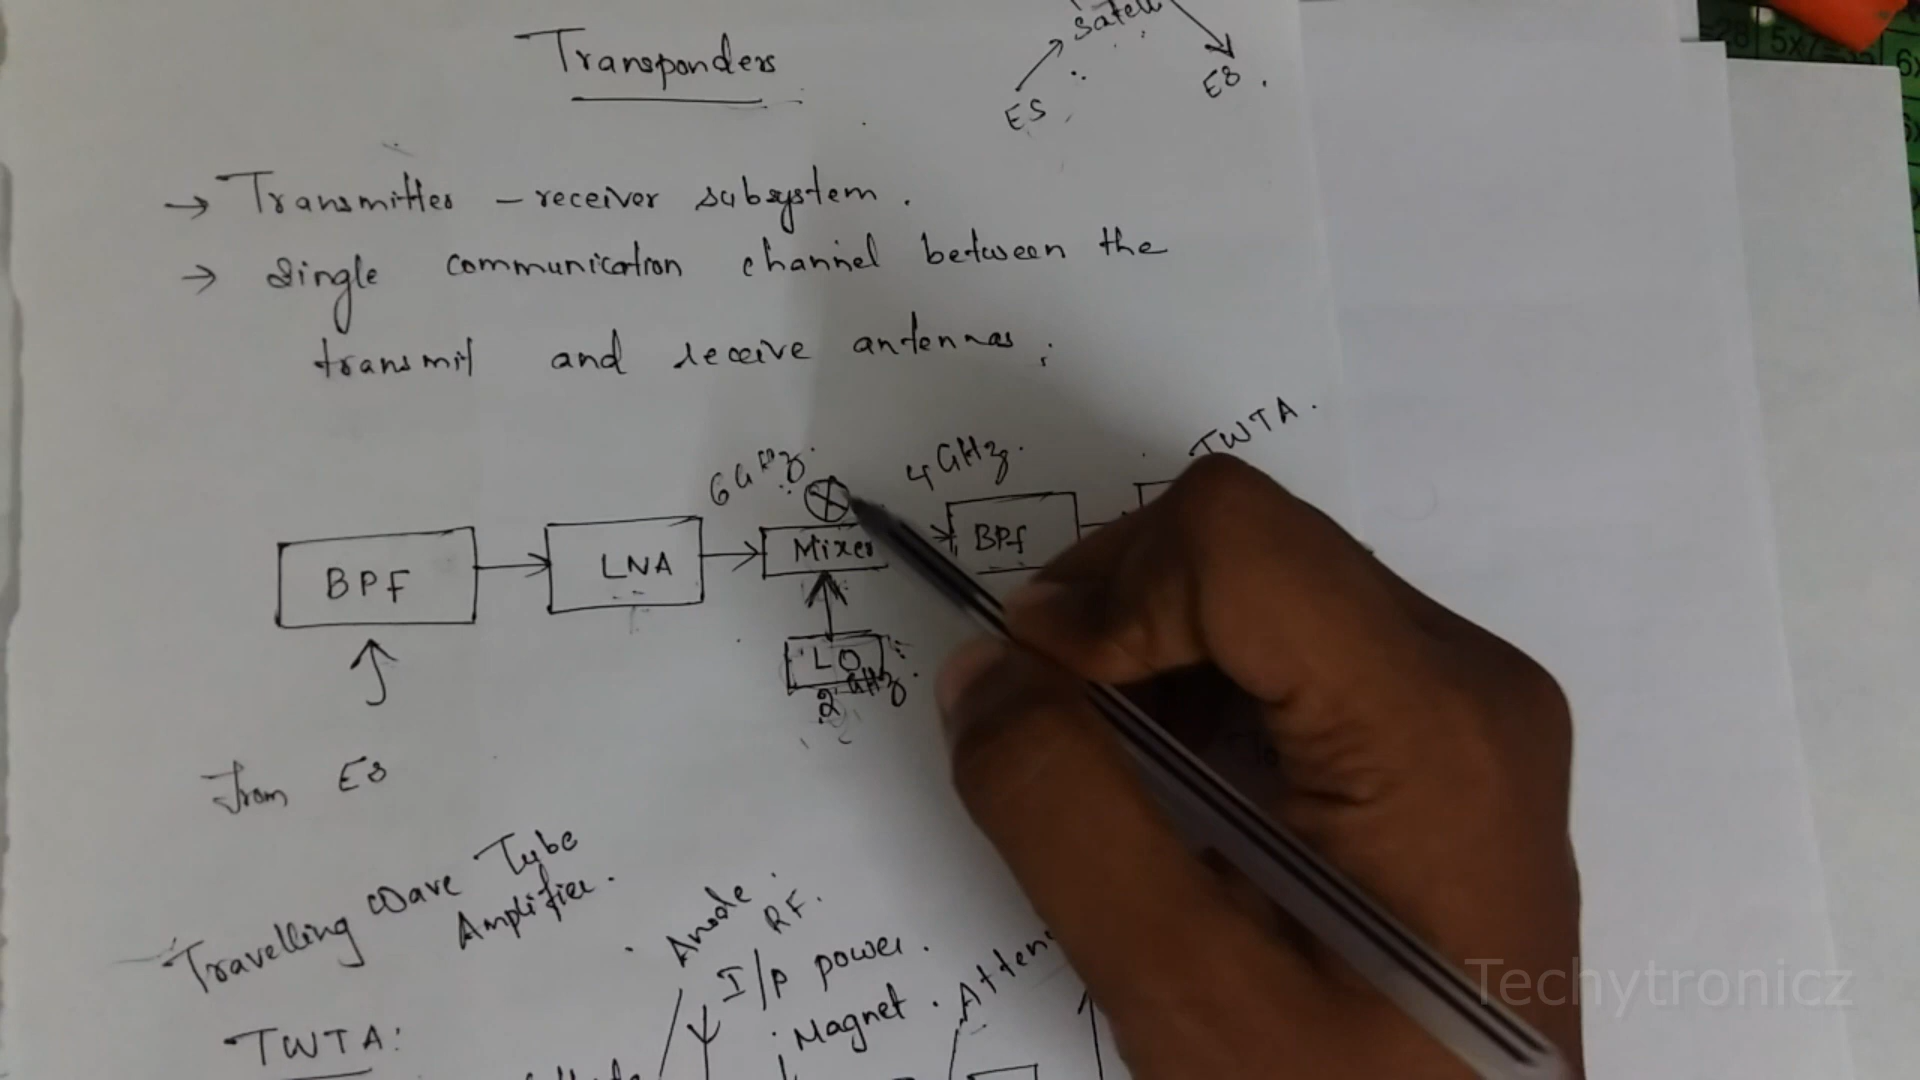 Transponders
ES
ES.
→ Transmitter - receiver subsystem.
→ Single communication channel between the
transmit and receive antennas.
6 GHz.
4 GHz.
TWTA.
BPF
LNA
Mixer
BPf
LO
2 GHz.
From ES
Travelling Wave Tube
Amplifier.
TWTA:
Anode.
RF.
I/p power.
Magnet.
Techytronicz
5x7
6x